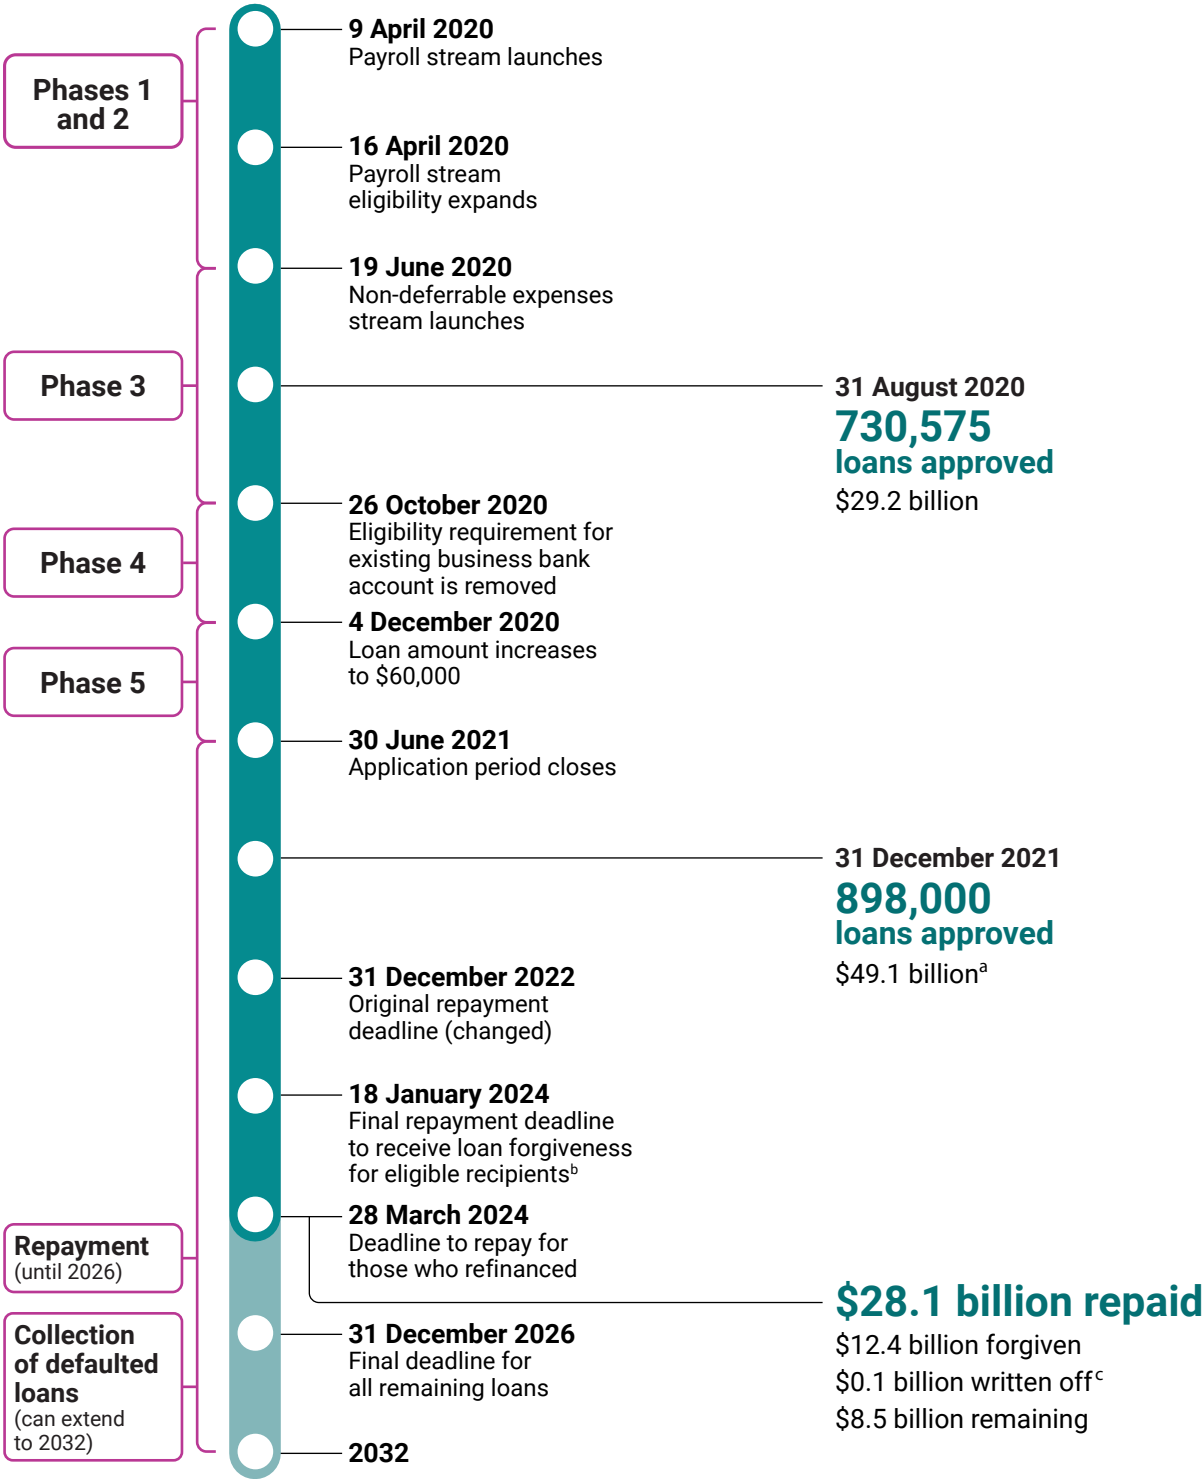 9 April 2020
Payroll stream launches
Phases 1
and 2
16 April 2020
Payroll stream
eligibility expands
19 June 2020
Non-deferrable expenses
stream launches
Phase 3
31 August 2020
730,575
loans approved
$29.2 billion
26 October 2020
Eligibility requirement for
existing business bank
account is removed
Phase 4
4 December 2020
Loan amount increases
to $60,000
Phase 5
30 June 2021
Application period closes
31 December 2021
898,000
loans approved
$49.1 billionᵃ
31 December 2022
Original repayment
deadline (changed)
18 January 2024
Final repayment deadline
to receive loan forgiveness
for eligible recipientsᵇ
28 March 2024
Deadline to repay for
those who refinanced
Repayment
(until 2026)
$28.1 billion repaid
$12.4 billion forgiven
$0.1 billion written offᶜ
$8.5 billion remaining
31 December 2026
Final deadline for
all remaining loans
Collection
of defaulted
loans
(can extend
to 2032)
2032